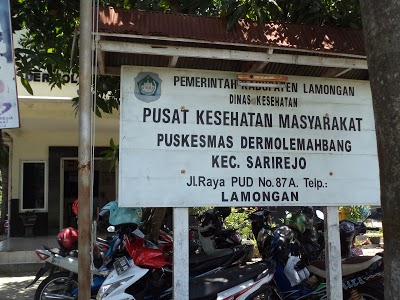 DERMOL
PEMERINTAH KABUPATEN LAMONGAN
DINAS KESEHATAN
PUSAT KESEHATAN MASYARAKAT
PUSKESMAS DERMOLEMAHBANG
KEC. SARIREJO
Jl.Raya PUD No.87A. Telp.:
LAMONGAN